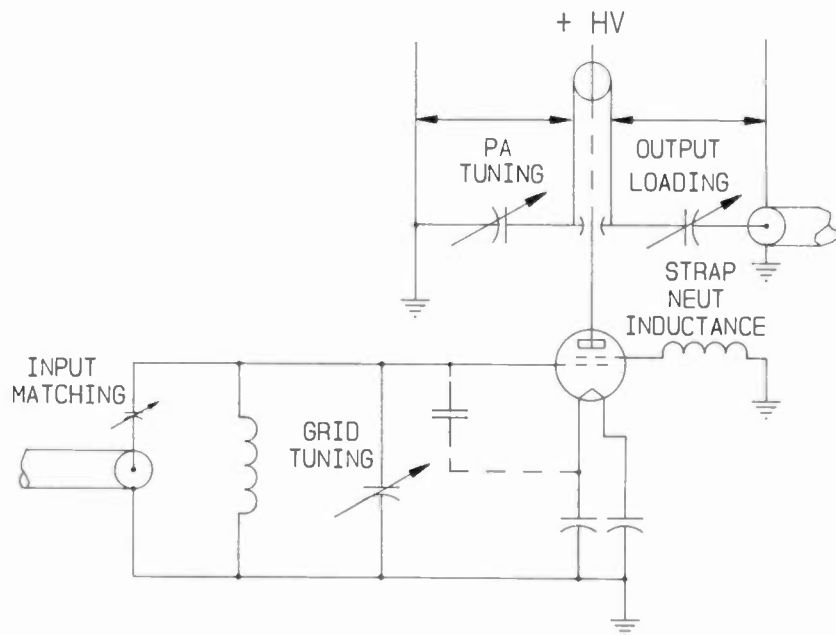 + HV
PA
TUNING
OUTPUT
LOADING
STRAP
NEUT
INDUCTANCE
INPUT
MATCHING
GRID
TUNING